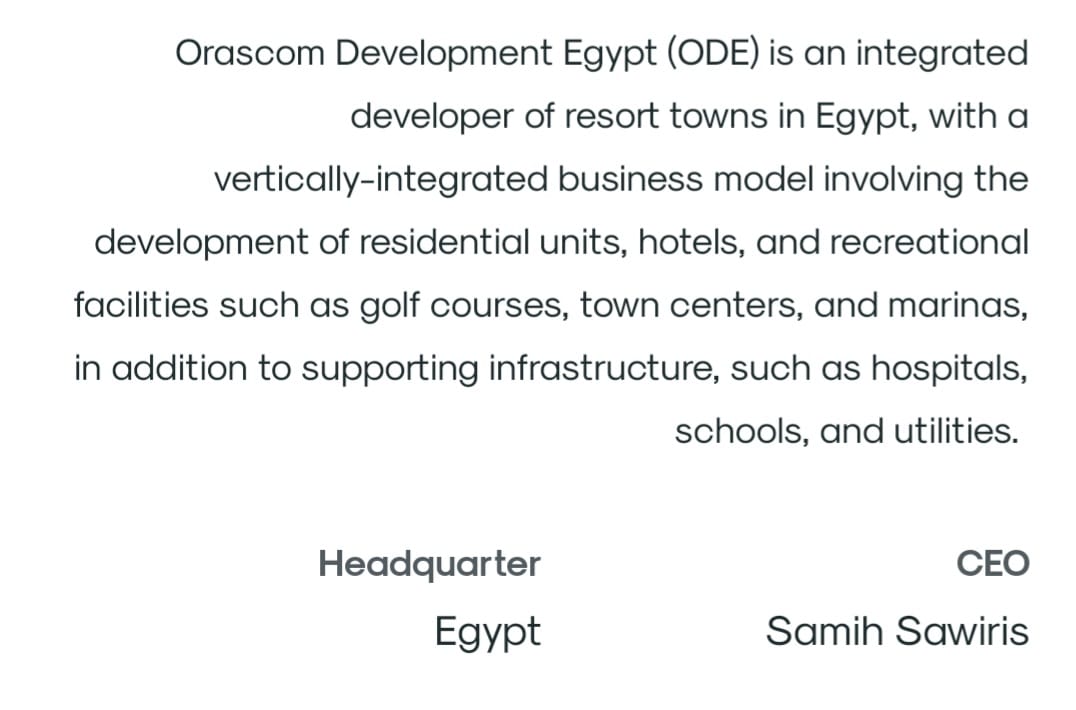 Orascom Development Egypt (ODE) is an integrated
developer of resort towns in Egypt, with a
vertically-integrated business model involving the
development of residential units, hotels, and recreational
facilities such as golf courses, town centers, and marinas,
in addition to supporting infrastructure, such as hospitals,
schools, and utilities.
Headquarter
Egypt
CEO
Samih Sawiris